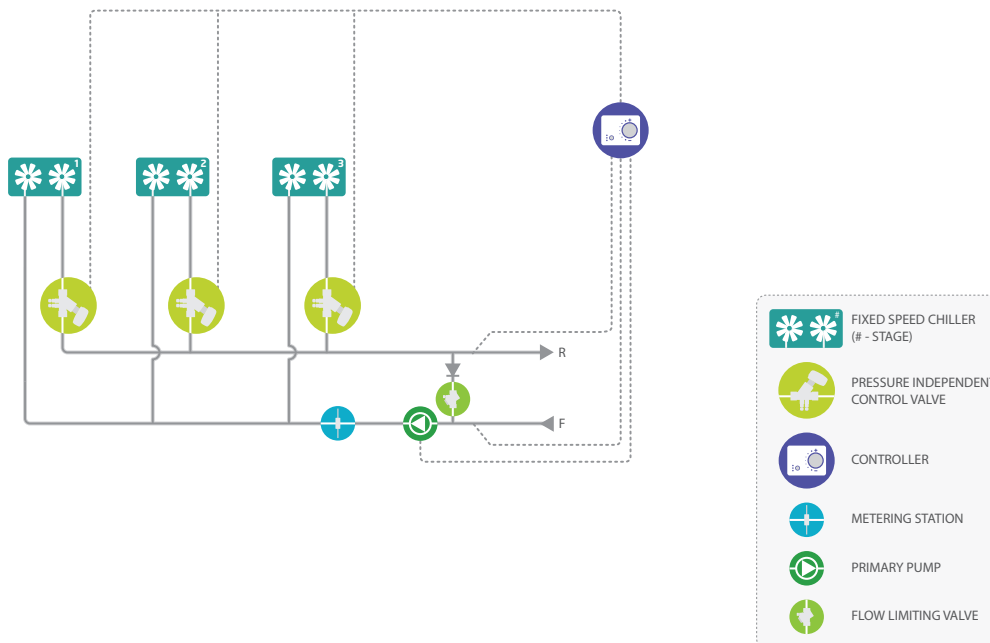 1
2
3
R
F
#
FIXED SPEED CHILLER
(# - STAGE)
PRESSURE INDEPENDENT
CONTROL VALVE
CONTROLLER
METERING STATION
PRIMARY PUMP
FLOW LIMITING VALVE